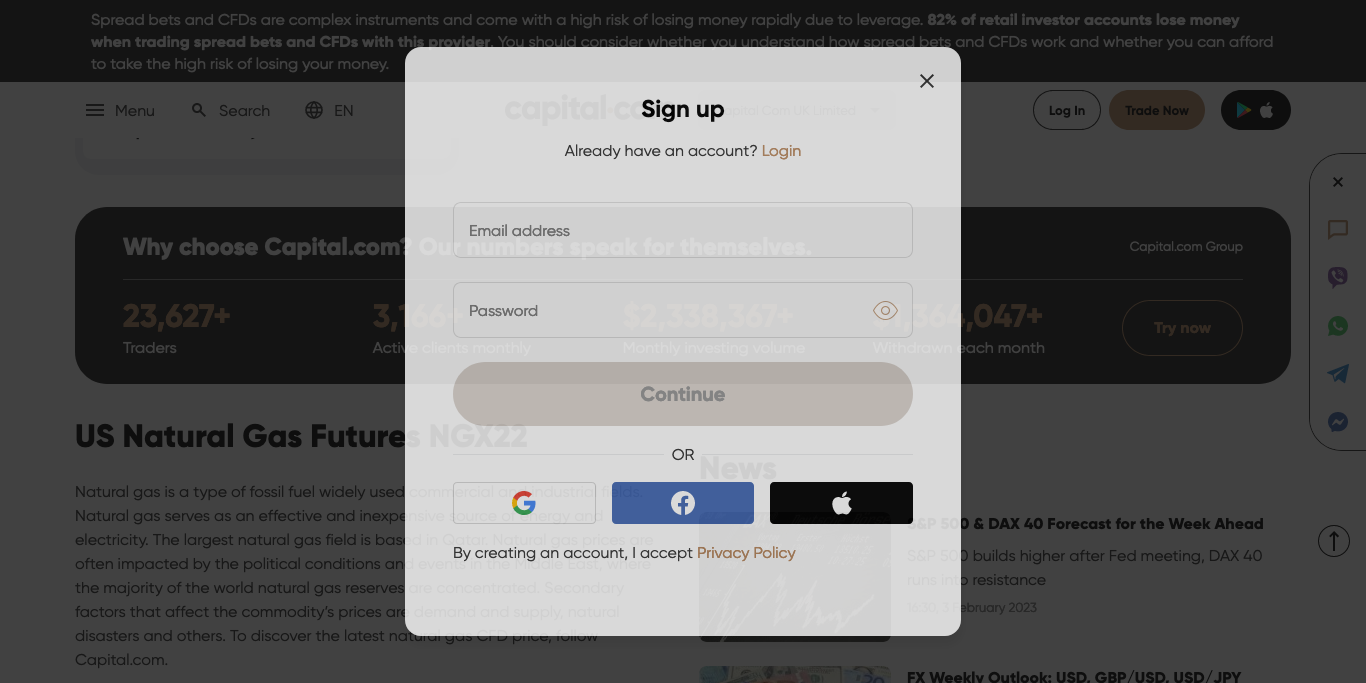 Spread bets and CFDs are complex instruments and come with a high risk of losing money rapidly due to leverage. 82% of retail investor accounts lose money
when trading spread bets and CFDs with this provider. You should consider whether you understand how spread bets and CFDs work and whether you can afford
to take the high risk of losing your money.
Menu
Search
EN
capital.co
Capital Com UK Limited
Log In
Trade Now
Sign up
Already have an account? Login
Email address
Password
Continue
OR
By creating an account, I accept Privacy Policy
Why choose Capital.com? Our numbers speak for themselves.
Capital.com Group
23,627+
Traders
Active clients monthly
$2,338,367+
Monthly investing volume
Withdrawn each month
Try now
US Natural Gas Futures NGX22
Natural gas is a type of fossil fuel widely used commercial and industrial fields.
Natural gas serves as an effective and inexpensive source of energy and
electricity. The largest natural gas field is based in Qatar. Natural gas prices are
often impacted by the political conditions and events in the Middle East, where
the majority of the world natural gas reserves are concentrated. Secondary
factors that affect the commodity's prices are demand and supply, natural
disasters and others. To discover the latest natural gas CFD price, follow
Capital.com.
News
S&P 500 & DAX 40 Forecast for the Week Ahead
S&P 500 builds higher after Fed meeting, DAX 40
runs into resistance
16:30, 3 February 2023
FX Weekly Outlook: USD, GBP/USD, USD/JPY